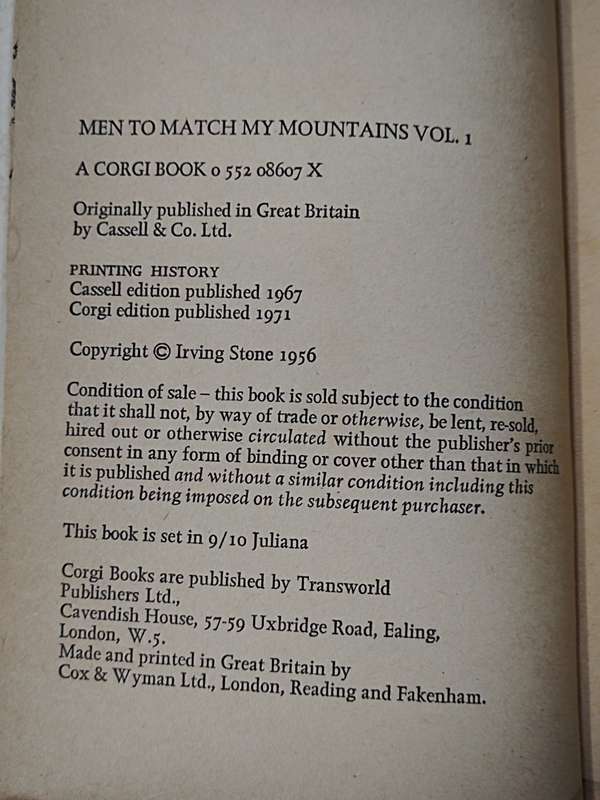 MEN TO MATCH MY MOUNTAINS VOL. 1
A CORGI BOOK 0 552 08607 X
Originally published in Great Britain
by Cassell & Co. Ltd.
PRINTING HISTORY
Cassell edition published 1967
Corgi edition published 1971
Copyright © Irving Stone 1956
Condition of sale – this book is sold subject to the condition
that it shall not, by way of trade or otherwise, be lent, re-sold,
hired out or otherwise circulated without the publisher's prior
consent in any form of binding or cover other than that in which
it is published and without a similar condition including this
condition being imposed on the subsequent purchaser.
This book is set in 9/10 Juliana
Corgi Books are published by Transworld
Publishers Ltd.,
Cavendish House, 57-59 Uxbridge Road, Ealing,
London, W.5.
Made and printed in Great Britain by
Cox & Wyman Ltd., London, Reading and Fakenham.